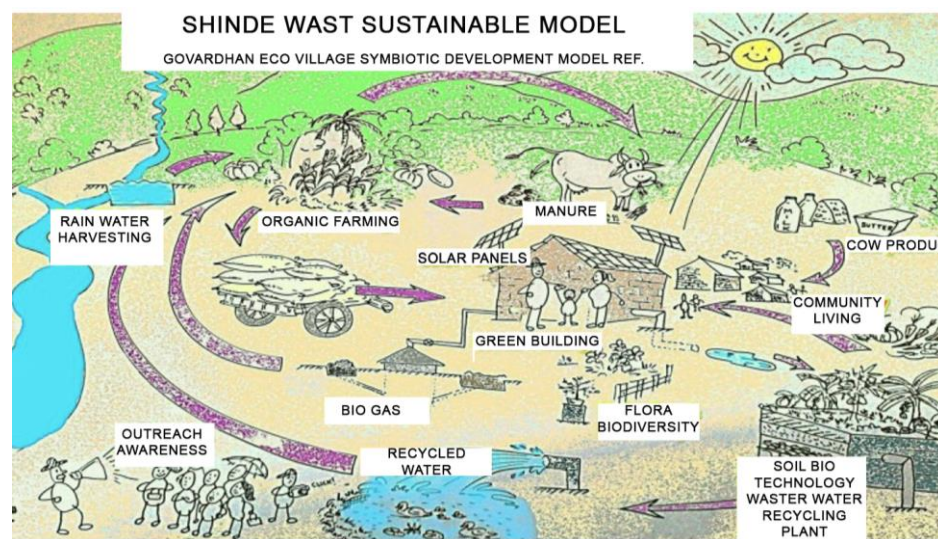 SHINDE WAST SUSTAINABLE MODEL
GOVARDHAN ECO VILLAGE SYMBIOTIC DEVELOPMENT MODEL REF.
RAIN WATER
HARVESTING
ORGANIC FARMING
MANURE
SOLAR PANELS
MILK
BUTTER
COW PRODU
COMMUNITY
LIVING
GREEN BUILDING
BIO GAS
FLORA
BIODIVERSITY
OUTREACH
AWARENESS
CLICK!
RECYCLED
WATER
SOIL BIO
TECHNOLOGY
WASTER WATER
RECYCLING
PLANT